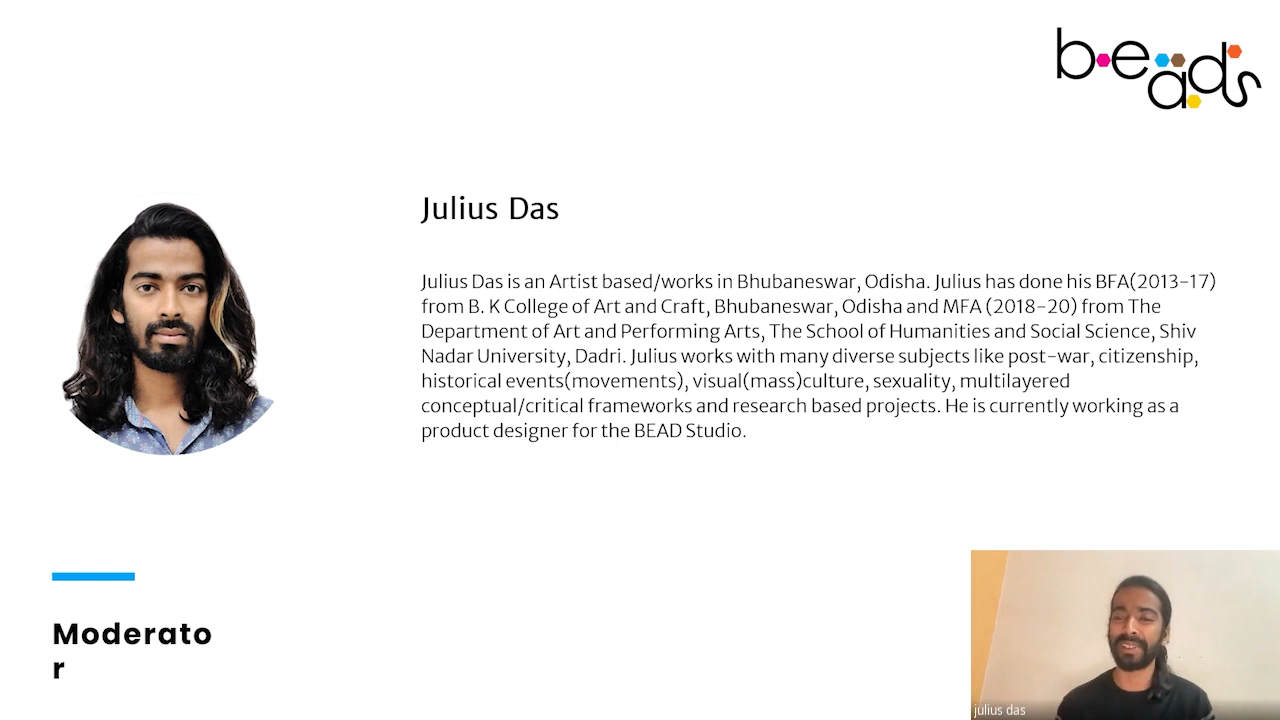 beads
Julius Das
Julius Das is an Artist based/works in Bhubaneswar, Odisha. Julius has done his BFA(2013-17)
from B. K College of Art and Craft, Bhubaneswar, Odisha and MFA (2018-20) from The
Department of Art and Performing Arts, The School of Humanities and Social Science, Shiv
Nadar University, Dadri. Julius works with many diverse subjects like post-war, citizenship,
historical events(movements), visual(mass)culture, sexuality, multilayered
conceptual/critical frameworks and research based projects. He is currently working as a
product designer for the BEAD Studio.
Moderato
r
julius das